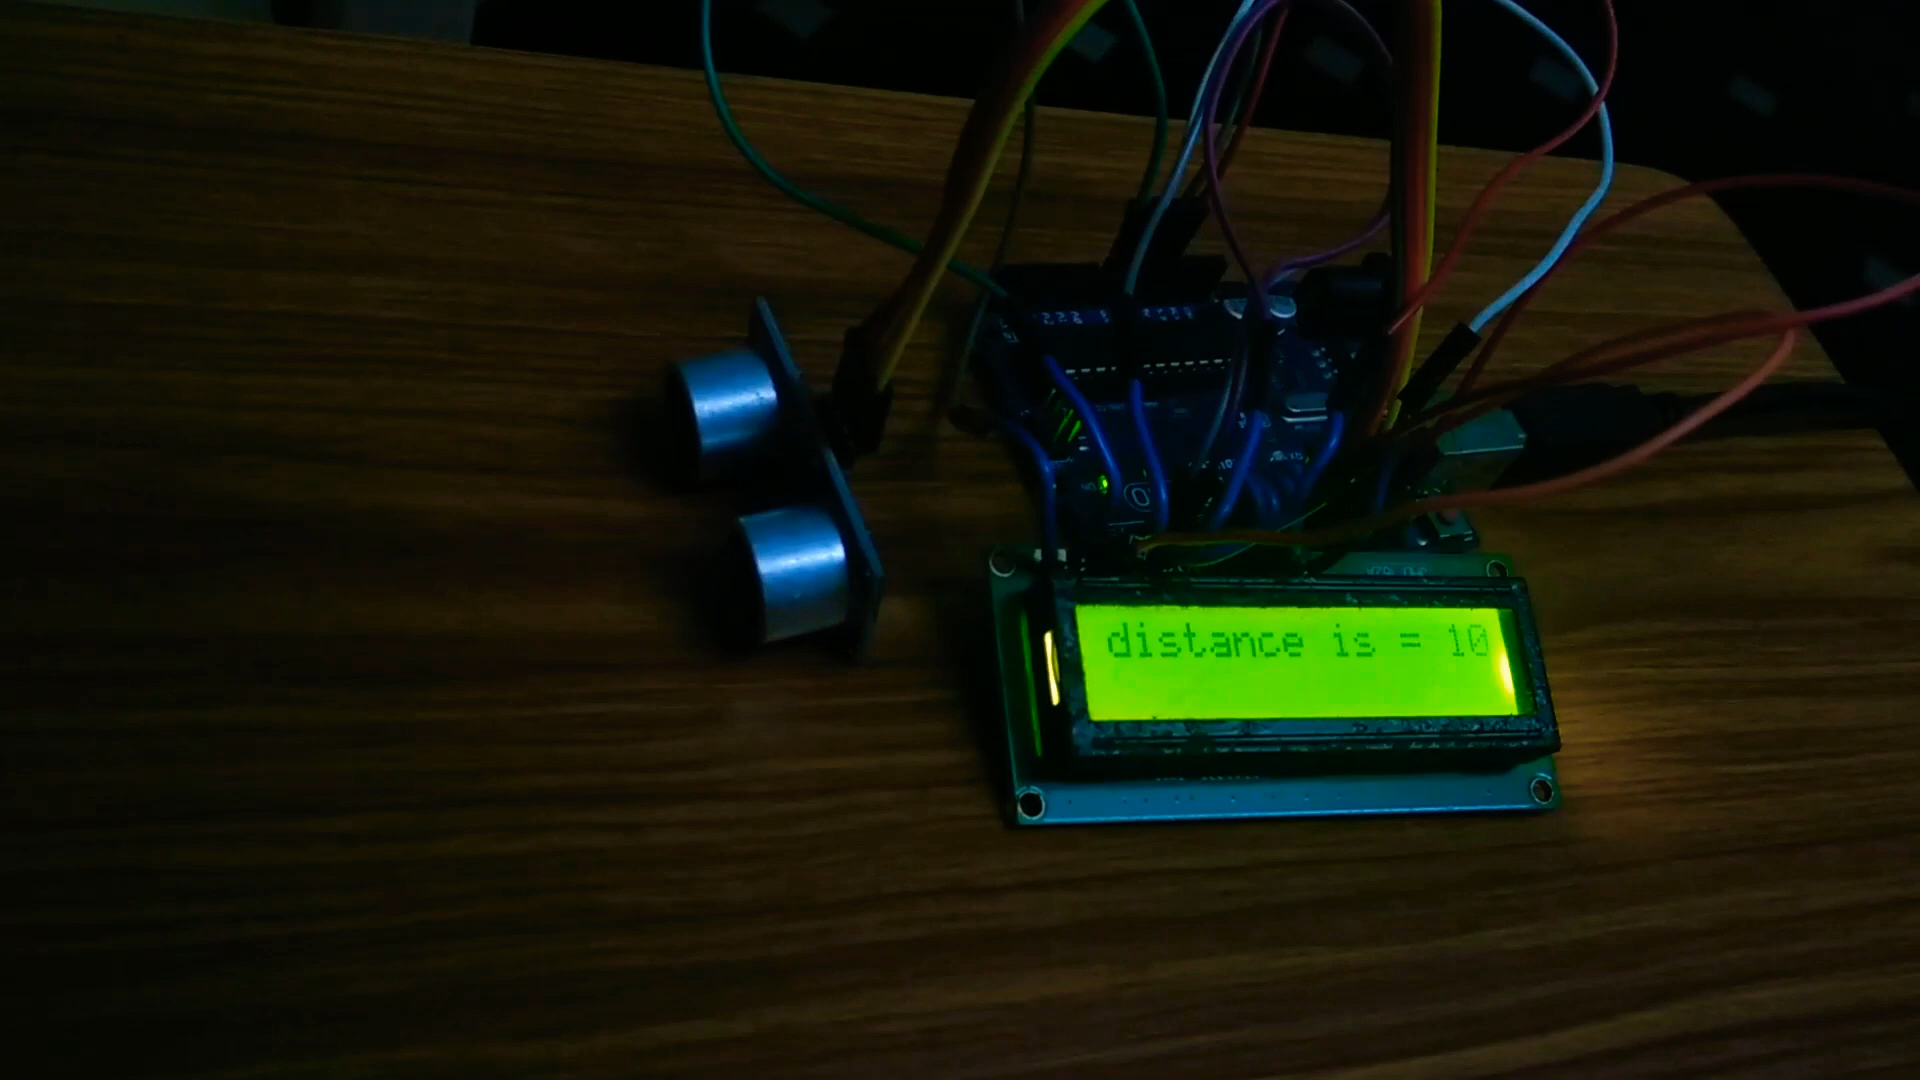 distance is = 10